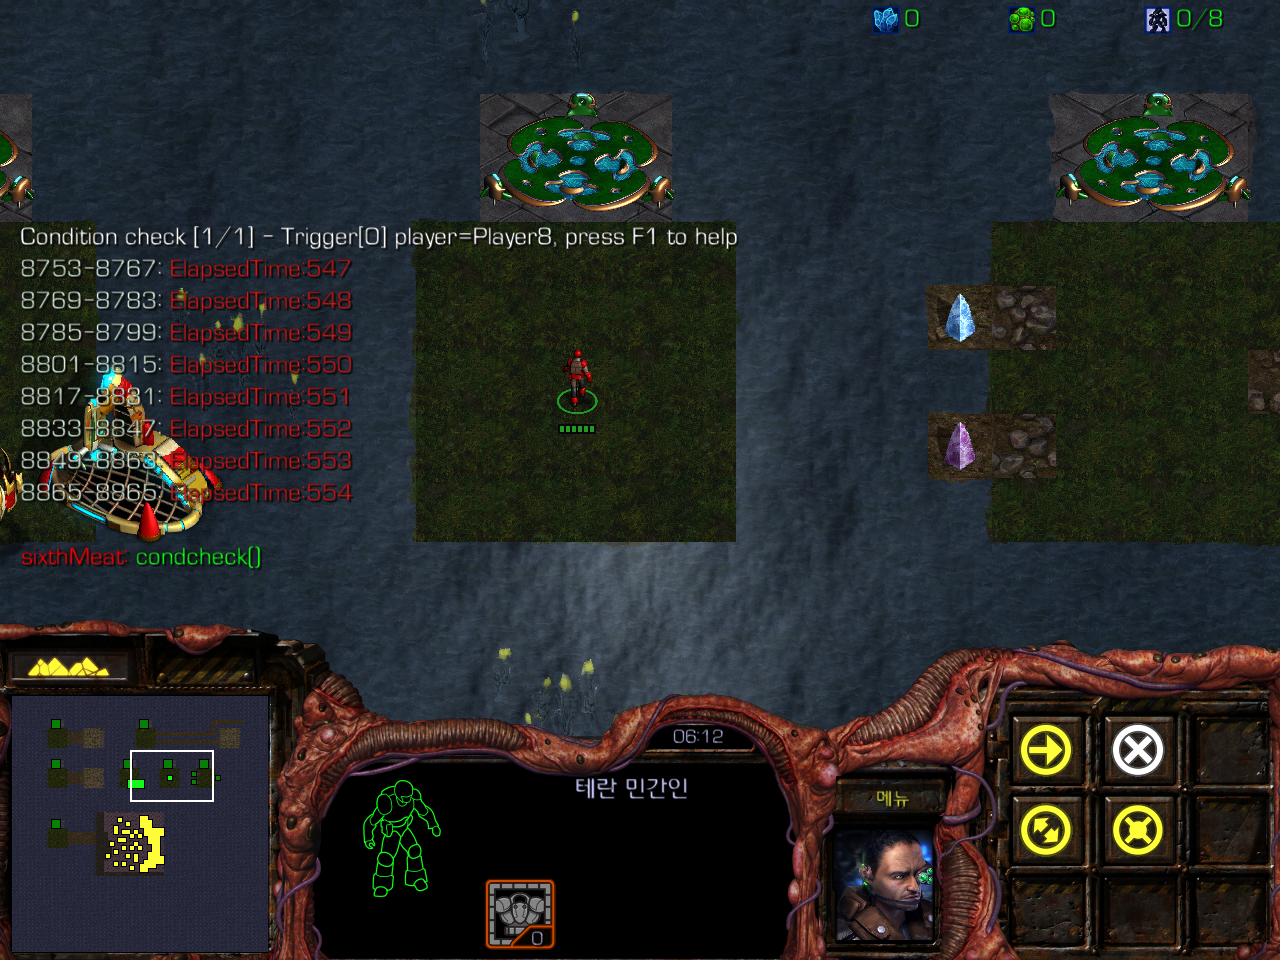 0
0
0/8
Condition check [1/1] - Trigger[0] player=Player8, press F1 to help
8753-8767: ElapsedTime:547
8769-8783: ElapsedTime:548
8785-8799: ElapsedTime:549
8801-8815: ElapsedTime:550
8817-8831: ElapsedTime:551
8833-8847: ElapsedTime:552
8849-8863: ElapsedTime:553
8865-8865: ElapsedTime:554
sixthMeat: condcheck()
06:12
테란 민간인
메뉴
0